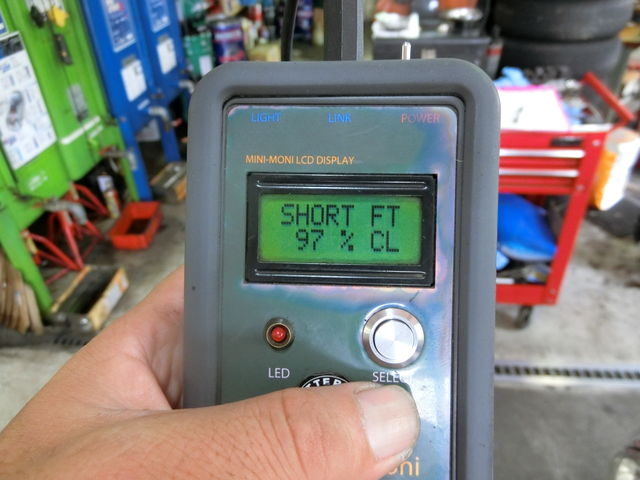 LIGHT LINK POWER
MINI-MONI LCD DISPLAY
SHORT FT
97 % CL
LED
SELECT